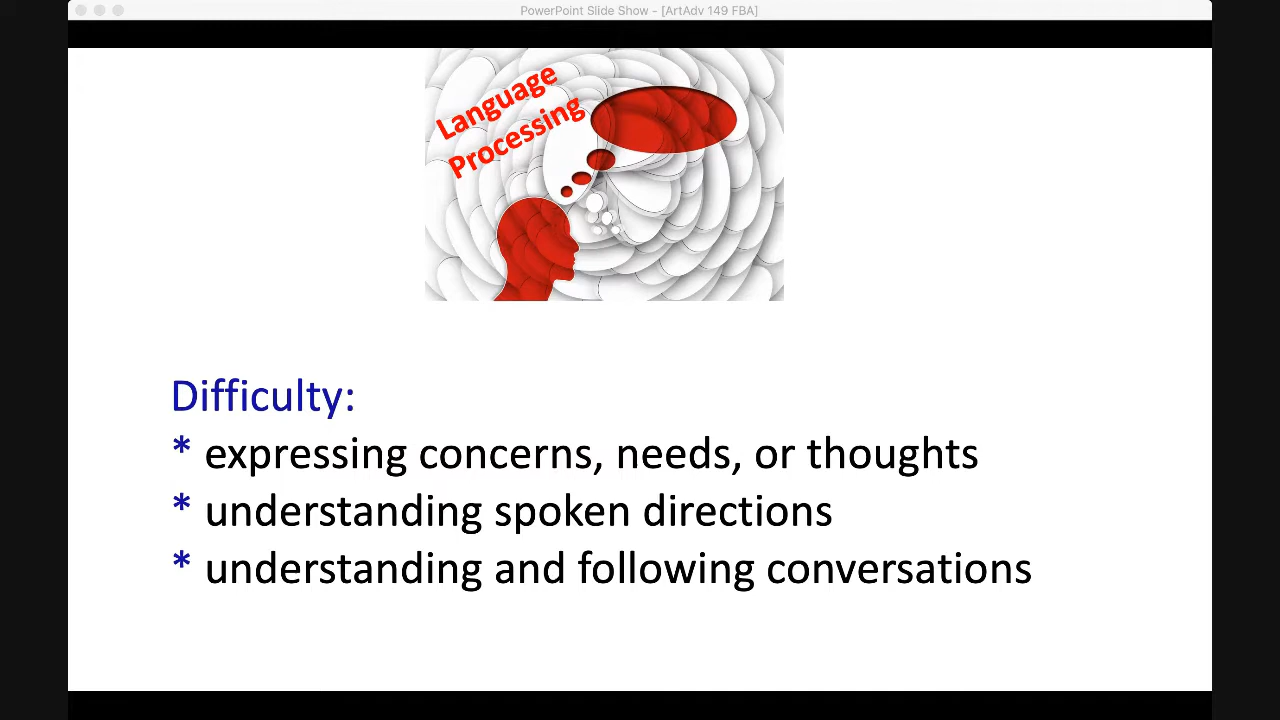 PowerPoint Slide Show - [ArtAdv 149 FBA]
Language
Processing
Difficulty:
* expressing concerns, needs, or thoughts
* understanding spoken directions
* understanding and following conversations